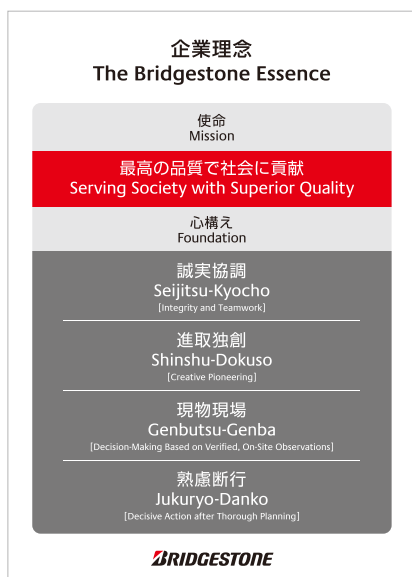 企業理念
The Bridgestone Essence
使命
Mission
最高の品質で社会に貢献
Serving Society with Superior Quality
心構え
Foundation
誠実協調
Seijitsu-Kyocho
[Integrity and Teamwork]
進取独創
Shinshu-Dokuso
[Creative Pioneering]
現物現場
Genbutsu-Genba
[Decision-Making Based on Verified, On-Site Observations]
熟慮断行
Jukuryo-Danko
[Decisive Action after Thorough Planning]
BRIDGESTONE